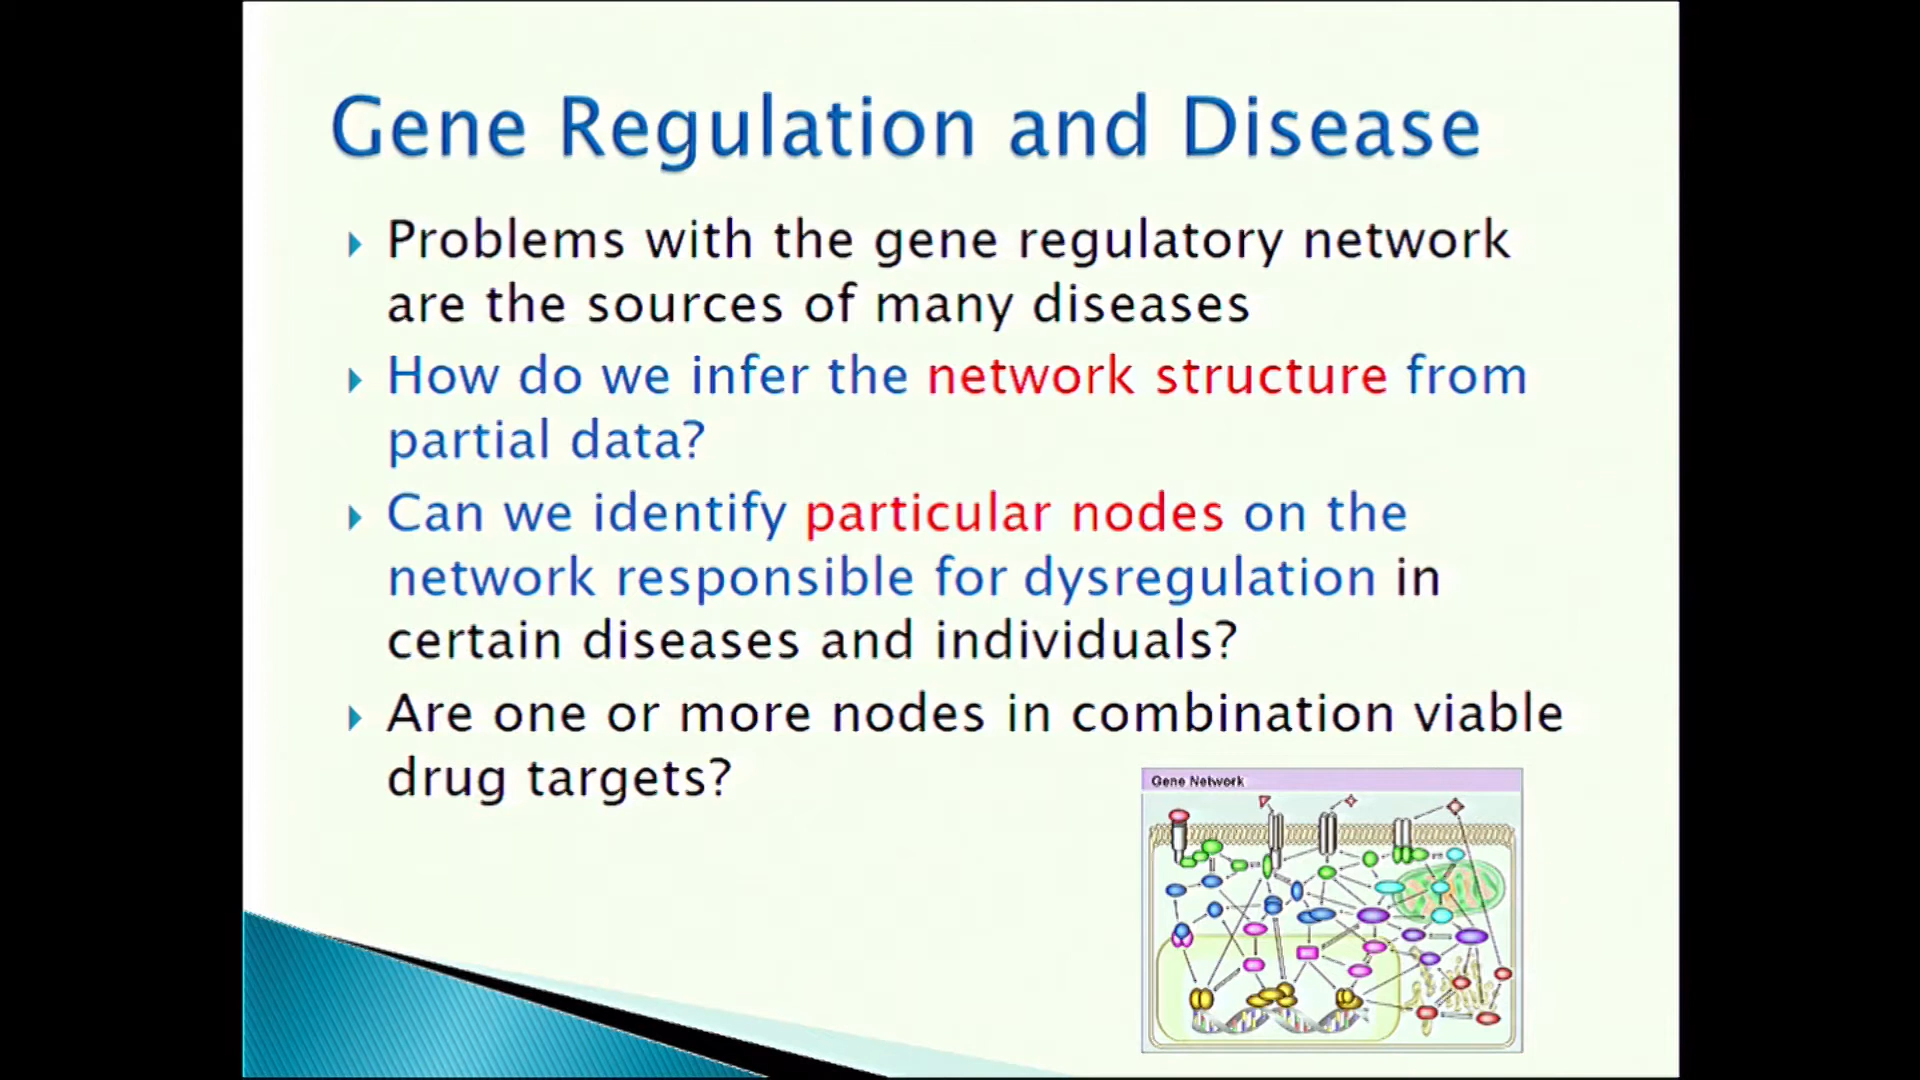 Gene Regulation and Disease
Problems with the gene regulatory network
are the sources of many diseases
How do we infer the network structure from
partial data?
Can we identify particular nodes on the
network responsible for dysregulation in
certain diseases and individuals?
Are one or more nodes in combination viable
drug targets?
Gene Network